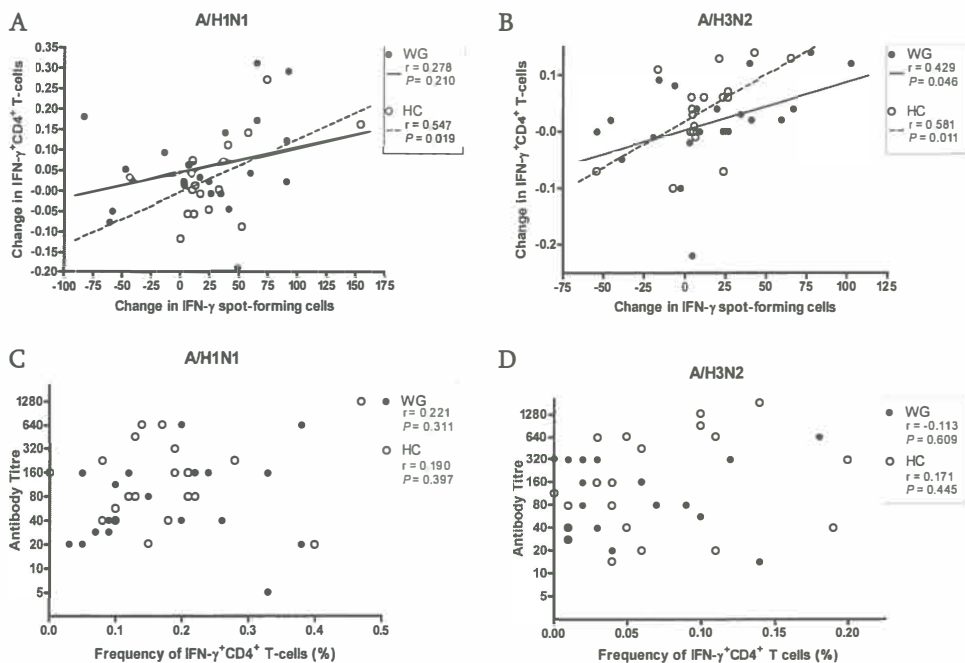 A
A/H1N1
Change in IFN-γ+CD4+ T-cells
0.35
0.30
0.25
0.20
0.15
0.10
0.05
-0.00
-0.05
-0.10
-0.15
-0.20
-100 -75 -50 -25 0 25 50 75 100 125 150 175
Change in IFN-γ spot-forming cells
WG
r = 0.278
P = 0.210
HC
r = 0.547
P = 0.019
B
A/H3N2
Change in IFN-γ+CD4+ T-cells
0.1
-0.0
-0.1
-0.2
-75 -50 -25 0 25 50 75 100 125
Change in IFN-γ spot-forming cells
WG
r = 0.429
P = 0.046
HC
r = 0.581
P = 0.011
C
A/H1N1
Antibody Titre
1280
640
320
160
80
40
20
10
5
0.0 0.1 0.2 0.3 0.4 0.5
Frequency of IFN-γ+CD4+ T-cells (%)
WG
r = 0.221
P = 0.311
HC
r = 0.190
P = 0.397
D
A/H3N2
Antibody Titre
1280
640
320
160
80
40
20
10
5
0.00 0.05 0.10 0.15 0.20
Frequency of IFN-γ+CD4+ T cells (%)
WG
r = -0.113
P = 0.609
HC
r = 0.171
P = 0.445